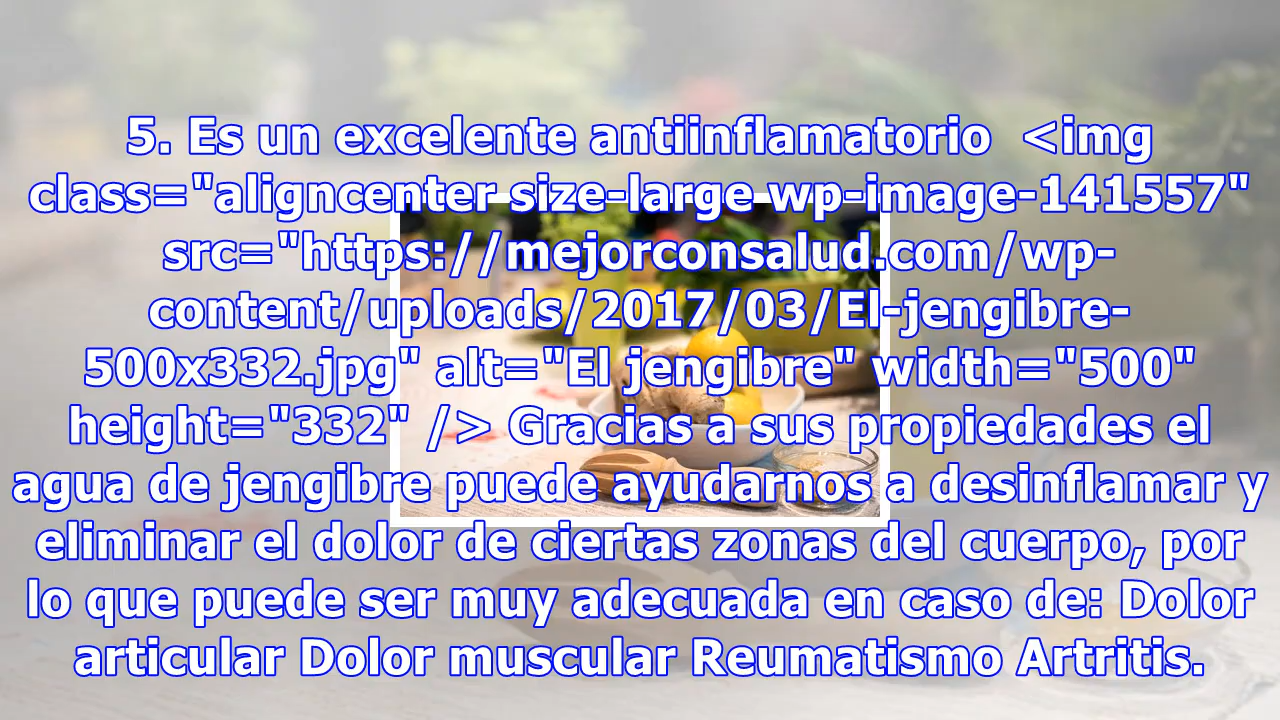 5. Es un excelente antiinflamatorio  <img
class="aligncenter size-large wp-image-141557"
src="https://mejorconsalud.com/wp-
content/uploads/2017/03/El-jengibre-
500x332.jpg" alt="El jengibre" width="500"
height="332" /> Gracias a sus propiedades el
agua de jengibre puede ayudarnos a desinflamar y
eliminar el dolor de ciertas zonas del cuerpo, por
lo que puede ser muy adecuada en caso de: Dolor
articular Dolor muscular Reumatismo Artritis.